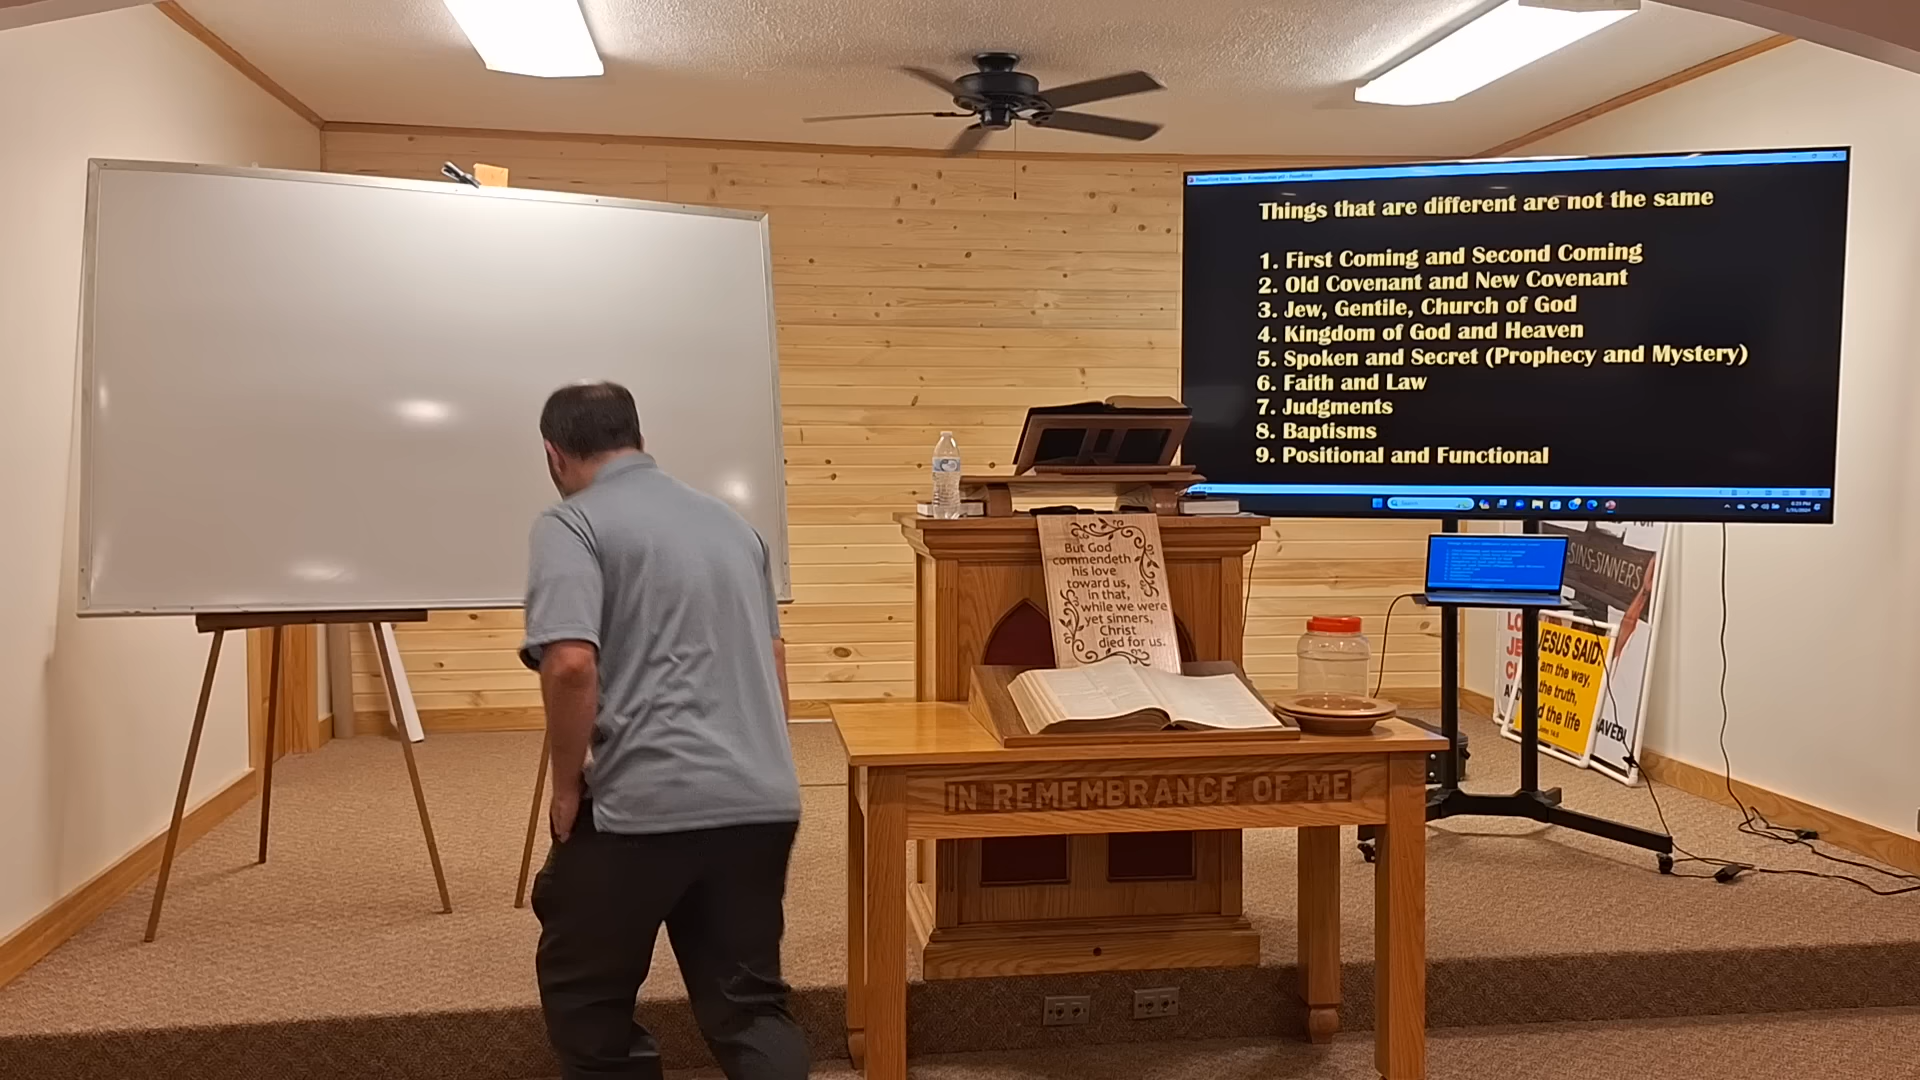 Things that are different are not the same
1. First Coming and Second Coming
2. Old Covenant and New Covenant
3. Jew, Gentile, Church of God
4. Kingdom of God and Heaven
5. Spoken and Secret (Prophecy and Mystery)
6. Faith and Law
7. Judgments
8. Baptisms
9. Positional and Functional
Search
But God
commendeth
his love
toward us,
in that,
while we were
yet sinners,
Christ
died for us.
SINS-SINNERS
JESUS SAID:
am the way,
the truth,
d the life
AVED!
IN REMEMBRANCE OF ME